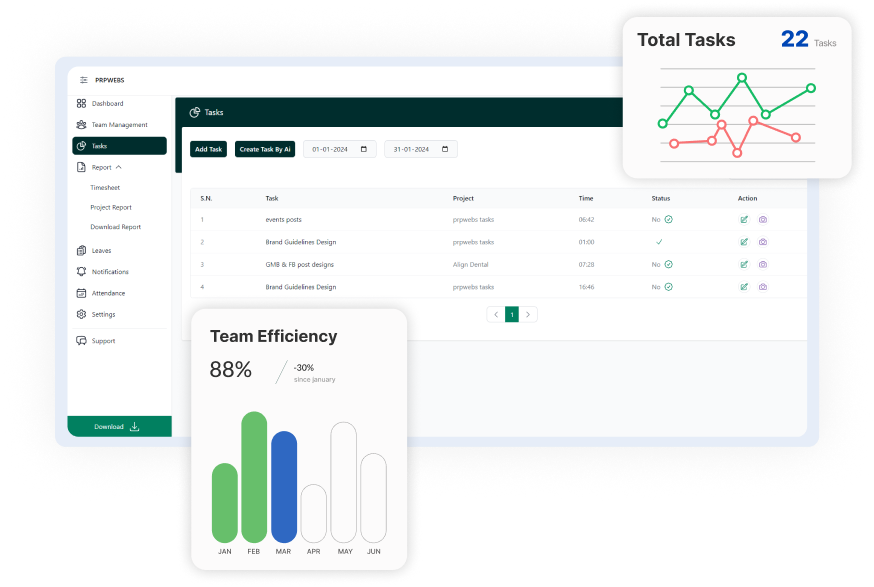 Total Tasks 22 Tasks
PRPWEBS
Dashboard
Team Management
Tasks
Report
Timesheet
Project Report
Download Report
Leaves
Notifications
Attendance
Settings
Support
Download
Tasks
Add Task Create Task By Ai 01-01-2024 31-01-2024
S.N. Task Project Time Status Action
1 events posts prpwebs tasks 06:42 No
2 Brand Guidelines Design prpwebs tasks 01:00
3 GMB & FB post designs Align Dental 07:28 No
4 Brand Guidelines Design prpwebs tasks 16:46 No
1
Team Efficiency
88% -30%
since january
JAN FEB MAR APR MAY JUN